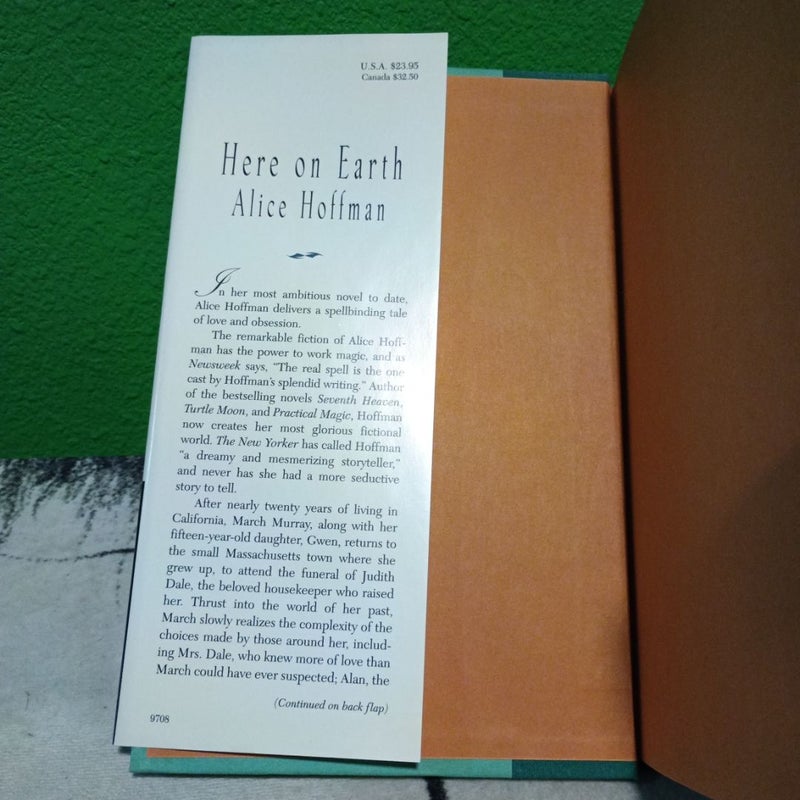 U.S.A. $23.95
Canada $32.50
Here on Earth
Alice Hoffman
In her most ambitious novel to date,
Alice Hoffman delivers a spellbinding tale
of love and obsession.
The remarkable fiction of Alice Hoff-
man has the power to work magic, and as
Newsweek says, “The real spell is the one
cast by Hoffman’s splendid writing.” Author
of the bestselling novels Seventh Heaven,
Turtle Moon, and Practical Magic, Hoffman
now creates her most glorious fictional
world. The New Yorker has called Hoffman
“a dreamy and mesmerizing storyteller,”
and never has she had a more seductive
story to tell.
After nearly twenty years of living in
California, March Murray, along with her
fifteen-year-old daughter, Gwen, returns to
the small Massachusetts town where she
grew up, to attend the funeral of Judith
Dale, the beloved housekeeper who raised
her. Thrust into the world of her past,
March slowly realizes the complexity of the
choices made by those around her, includ-
ing Mrs. Dale, who knew more of love than
March could have ever suspected; Alan, the
(Continued on back flap)
9708